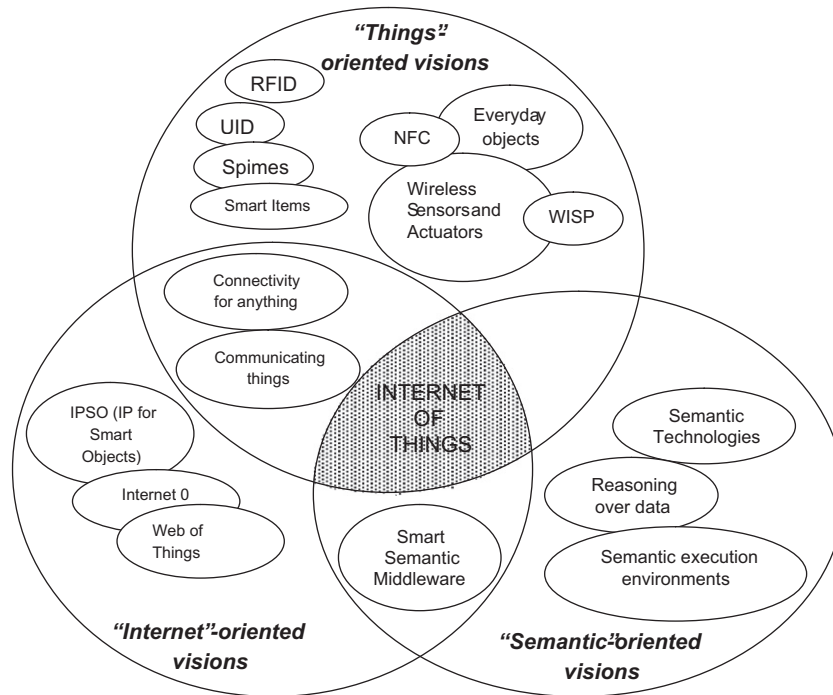 “Things”-
oriented visions
RFID
UID
Spimes
Smart Items
Everyday
objects
NFC
Wireless
Sensors and
Actuators
WISP
Connectivity
for anything
Communicating
things
INTERNET
OF
THINGS
IPSO (IP for
Smart
Objects)
Internet 0
Web of
Things
Semantic
Technologies
Reasoning
over data
Semantic execution
environments
Smart
Semantic
Middleware
“Internet”-oriented
visions
“Semantic”-oriented
visions